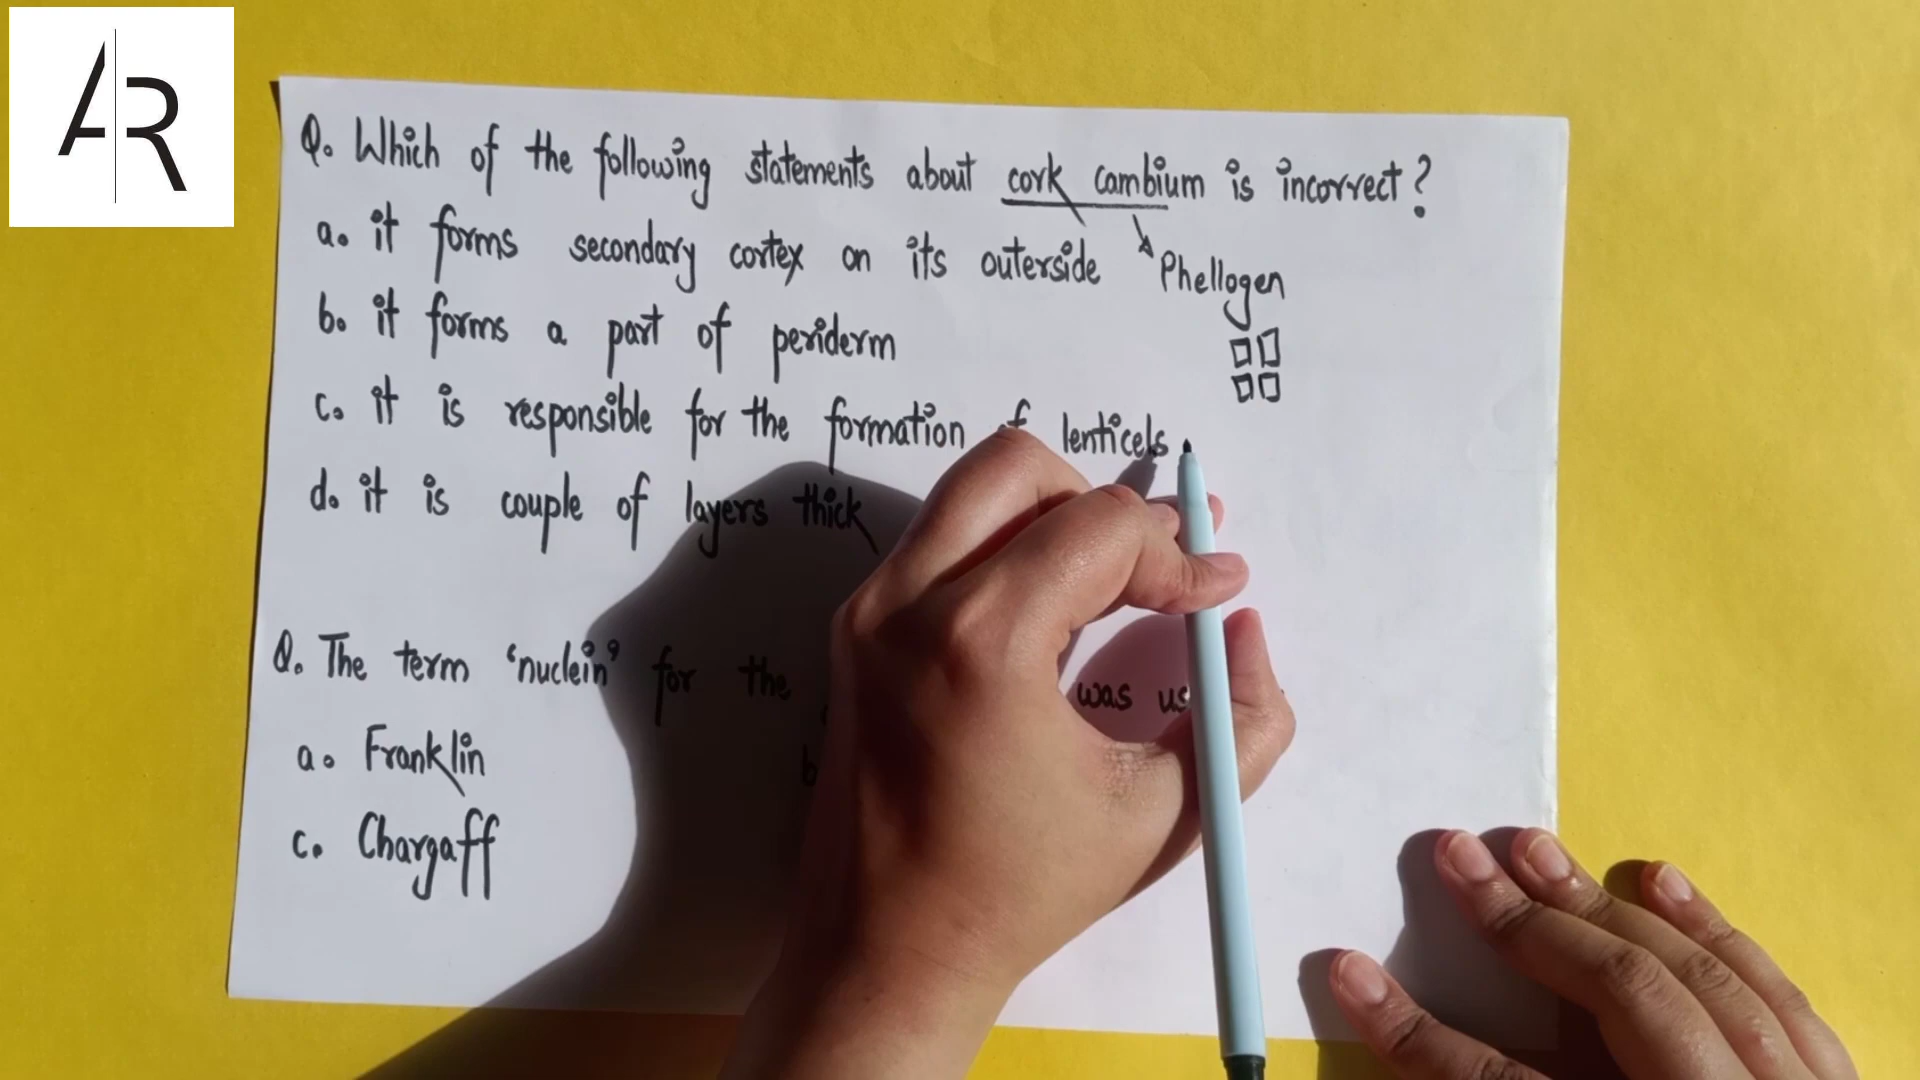 AR
Q. Which of the following statements about cork cambium is incorrect?
a. it forms secondary cortex on its outerside
Phellogen
b. it forms a part of periderm
c. it is responsible for the formation of lenticels
d. it is couple of layers thick
Q. The term 'nuclein' for the was
a. Franklin
c. Chargaff